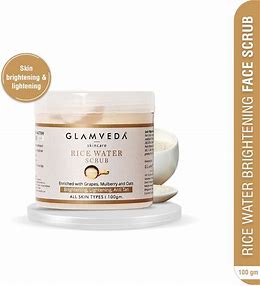 Skin
brightening &
lightening
GLAMVEDA
skincare
RICE WATER
SCRUB
Enriched with Grapes, Mulberry and Oats
Brightening, Lightening, Anti Tan
ALL SKIN TYPES / 100gm.
RICE WATER BRIGHTENING FACE SCRUB
100 gm